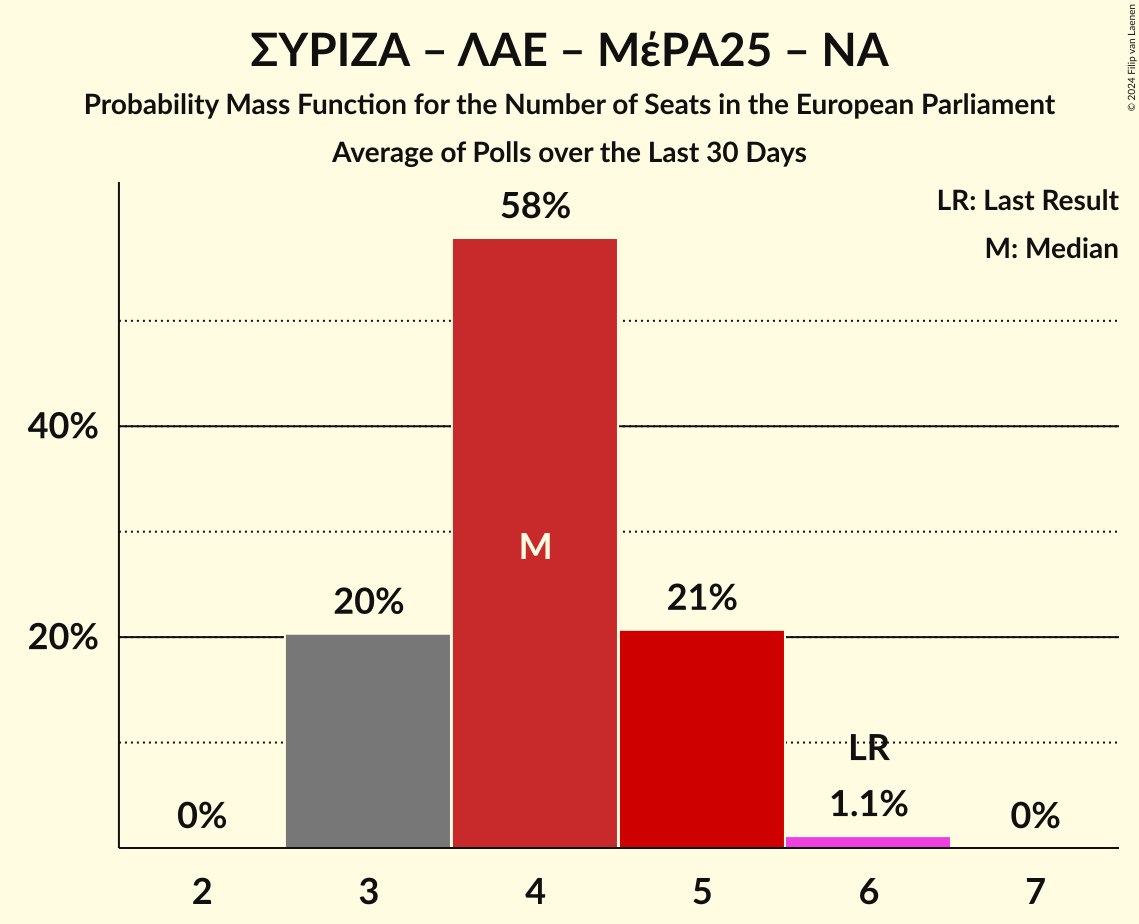 ΣΥΡΙΖΑ – ΛΑΕ – ΜέΡΑ25 – ΝΑ
Probability Mass Function for the Number of Seats in the European Parliament
Average of Polls over the Last 30 Days
© 2024 Filip van Laenen
LR: Last Result
M: Median
58%
40%
M
20%
21%
20%
LR
1.1%
0%
0%
2 3 4 5 6 7